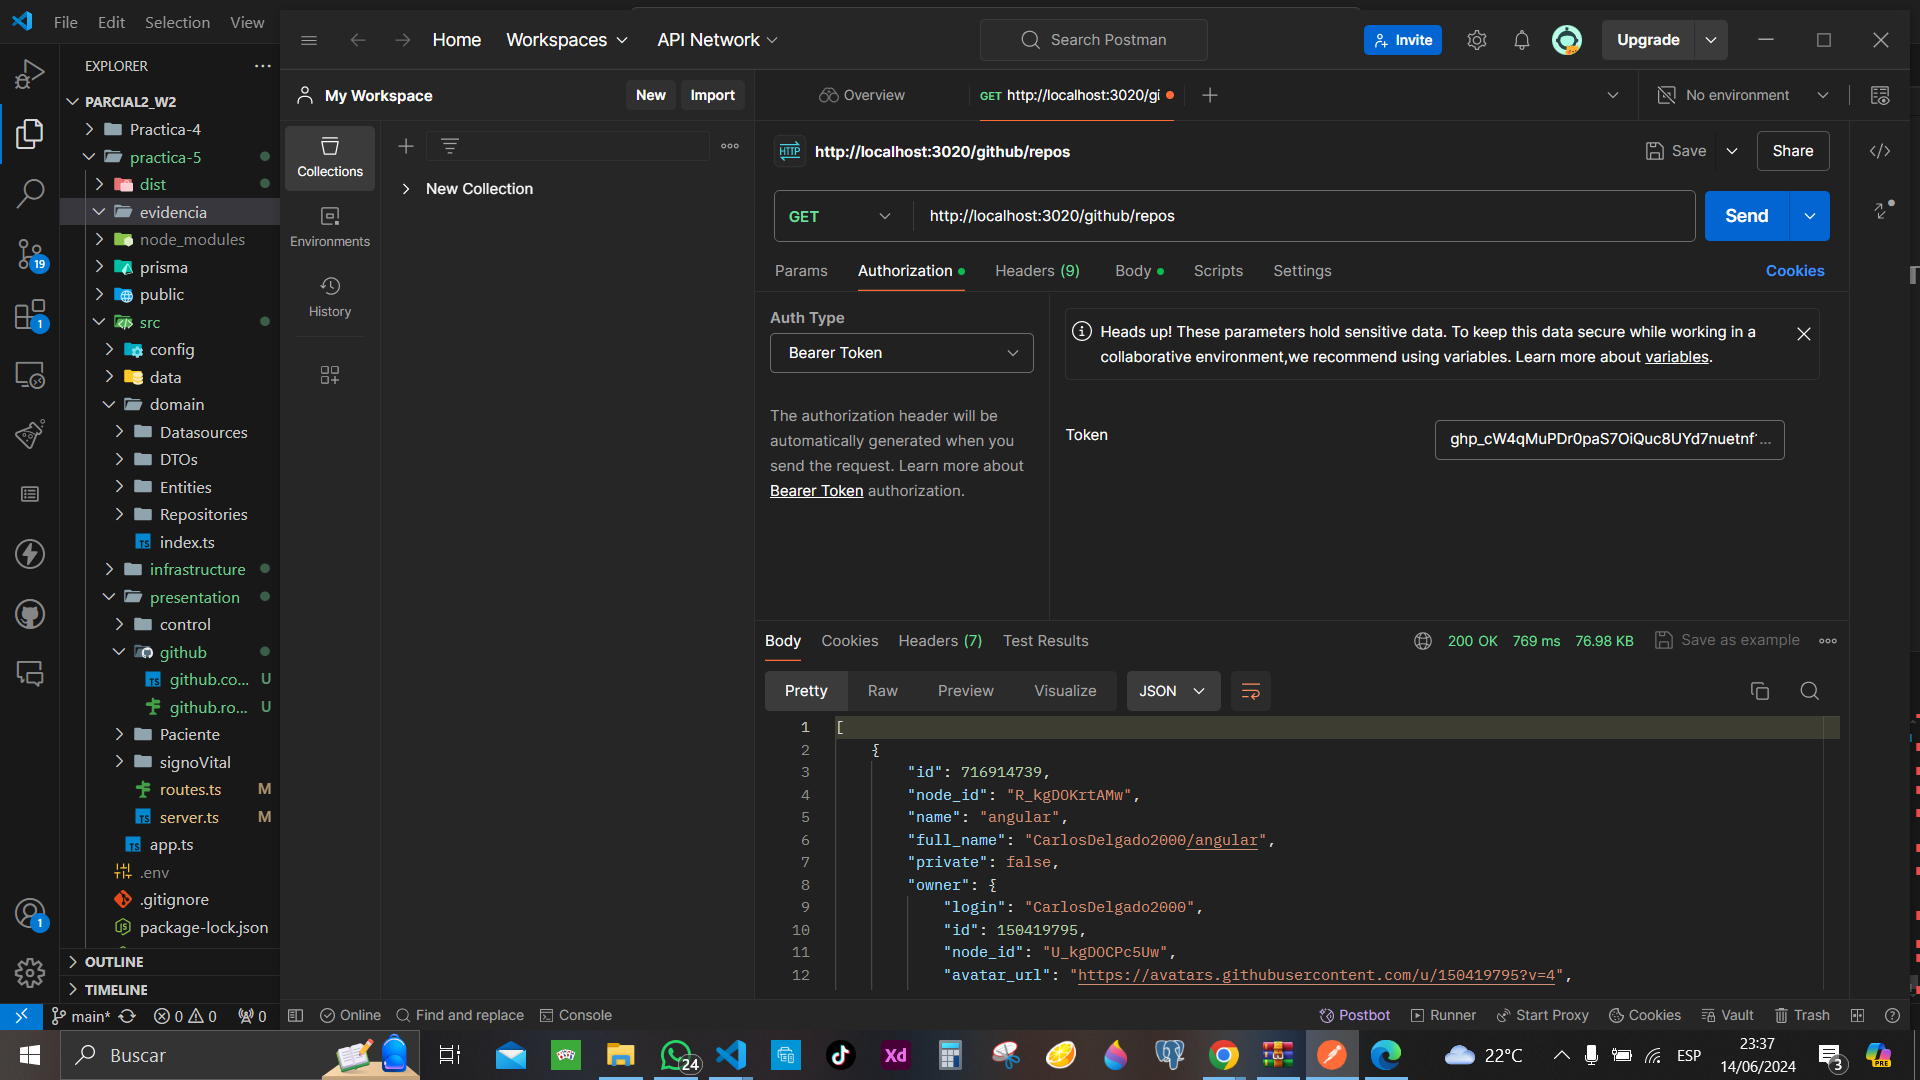 File Edit Selection View
EXPLORER
PARCIAL2_W2
Practica-4
practica-5
dist
evidencia
node_modules
prisma
public
src
config
data
domain
Datasources
DTOs
Entities
Repositories
index.ts
infrastructure
presentation
control
github
github.co... U
github.ro... U
Paciente
signoVital
routes.ts M
server.ts M
app.ts
.env
.gitignore
package-lock.json
OUTLINE
TIMELINE
19
1
1
main* 0 0 0
Home Workspaces API Network
Search Postman
Invite
Upgrade
My Workspace
New Import
Overview
GET http://localhost:3020/gi
No environment
Collections
Environments
History
New Collection
HTTP http://localhost:3020/github/repos
Save
Share
GET http://localhost:3020/github/repos
Send
Params Authorization Headers (9) Body Scripts Settings
Cookies
Auth Type
Bearer Token
The authorization header will be
automatically generated when you
send the request. Learn more about
Bearer Token authorization.
Heads up! These parameters hold sensitive data. To keep this data secure while working in a
collaborative environment,we recommend using variables. Learn more about variables.
Token
Body Cookies Headers (7) Test Results
200 OK 769 ms 76.98 KB Save as example
Pretty Raw Preview Visualize JSON
1 [
2 {
3 "id": 716914739,
4 "node_id": "R_kgDOKrtAMw",
5 "name": "angular",
6 "full_name": "CarlosDelgado2000/angular",
7 "private": false,
8 "owner": {
9 "login": "CarlosDelgado2000",
10 "id": 150419795,
11 "node_id": "U_kgDOCPc5Uw",
12 "avatar_url": "https://avatars.githubusercontent.com/u/150419795?v=4",
Online Find and replace Console
Postbot Runner Start Proxy Cookies Vault Trash
Buscar
Xd
24
22°C
ESP
23:37
14/06/2024
3
PRE